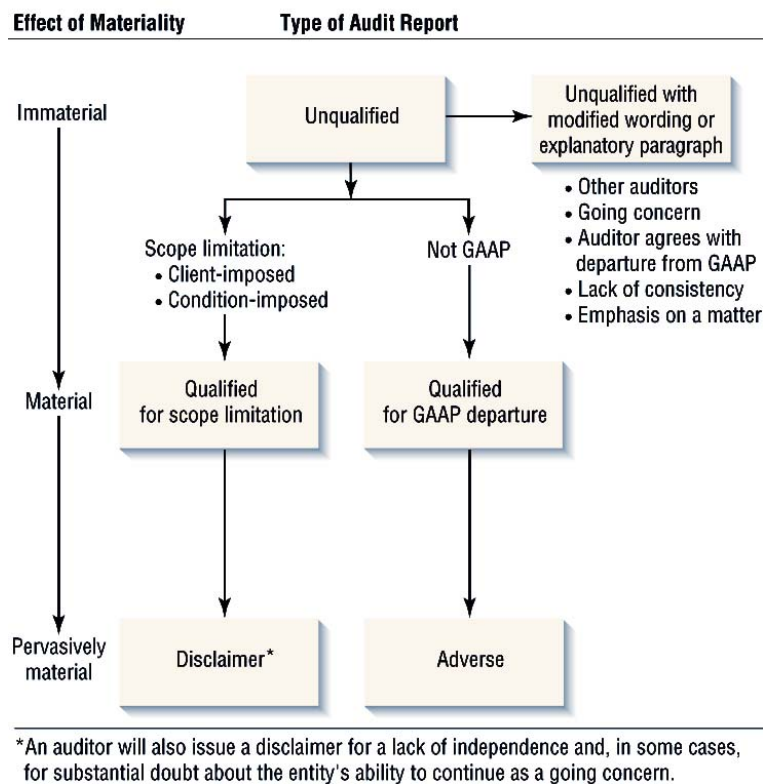 Effect of Materiality
Type of Audit Report
Immaterial
Unqualified
Unqualified with
modified wording or
explanatory paragraph
• Other auditors
• Going concern
• Auditor agrees with
departure from GAAP
• Lack of consistency
• Emphasis on a matter
Scope limitation:
• Client-imposed
• Condition-imposed
Not GAAP
Material
Qualified
for scope limitation
Qualified
for GAAP departure
Pervasively
material
Disclaimer*
Adverse
*An auditor will also issue a disclaimer for a lack of independence and, in some cases,
for substantial doubt about the entity's ability to continue as a going concern.